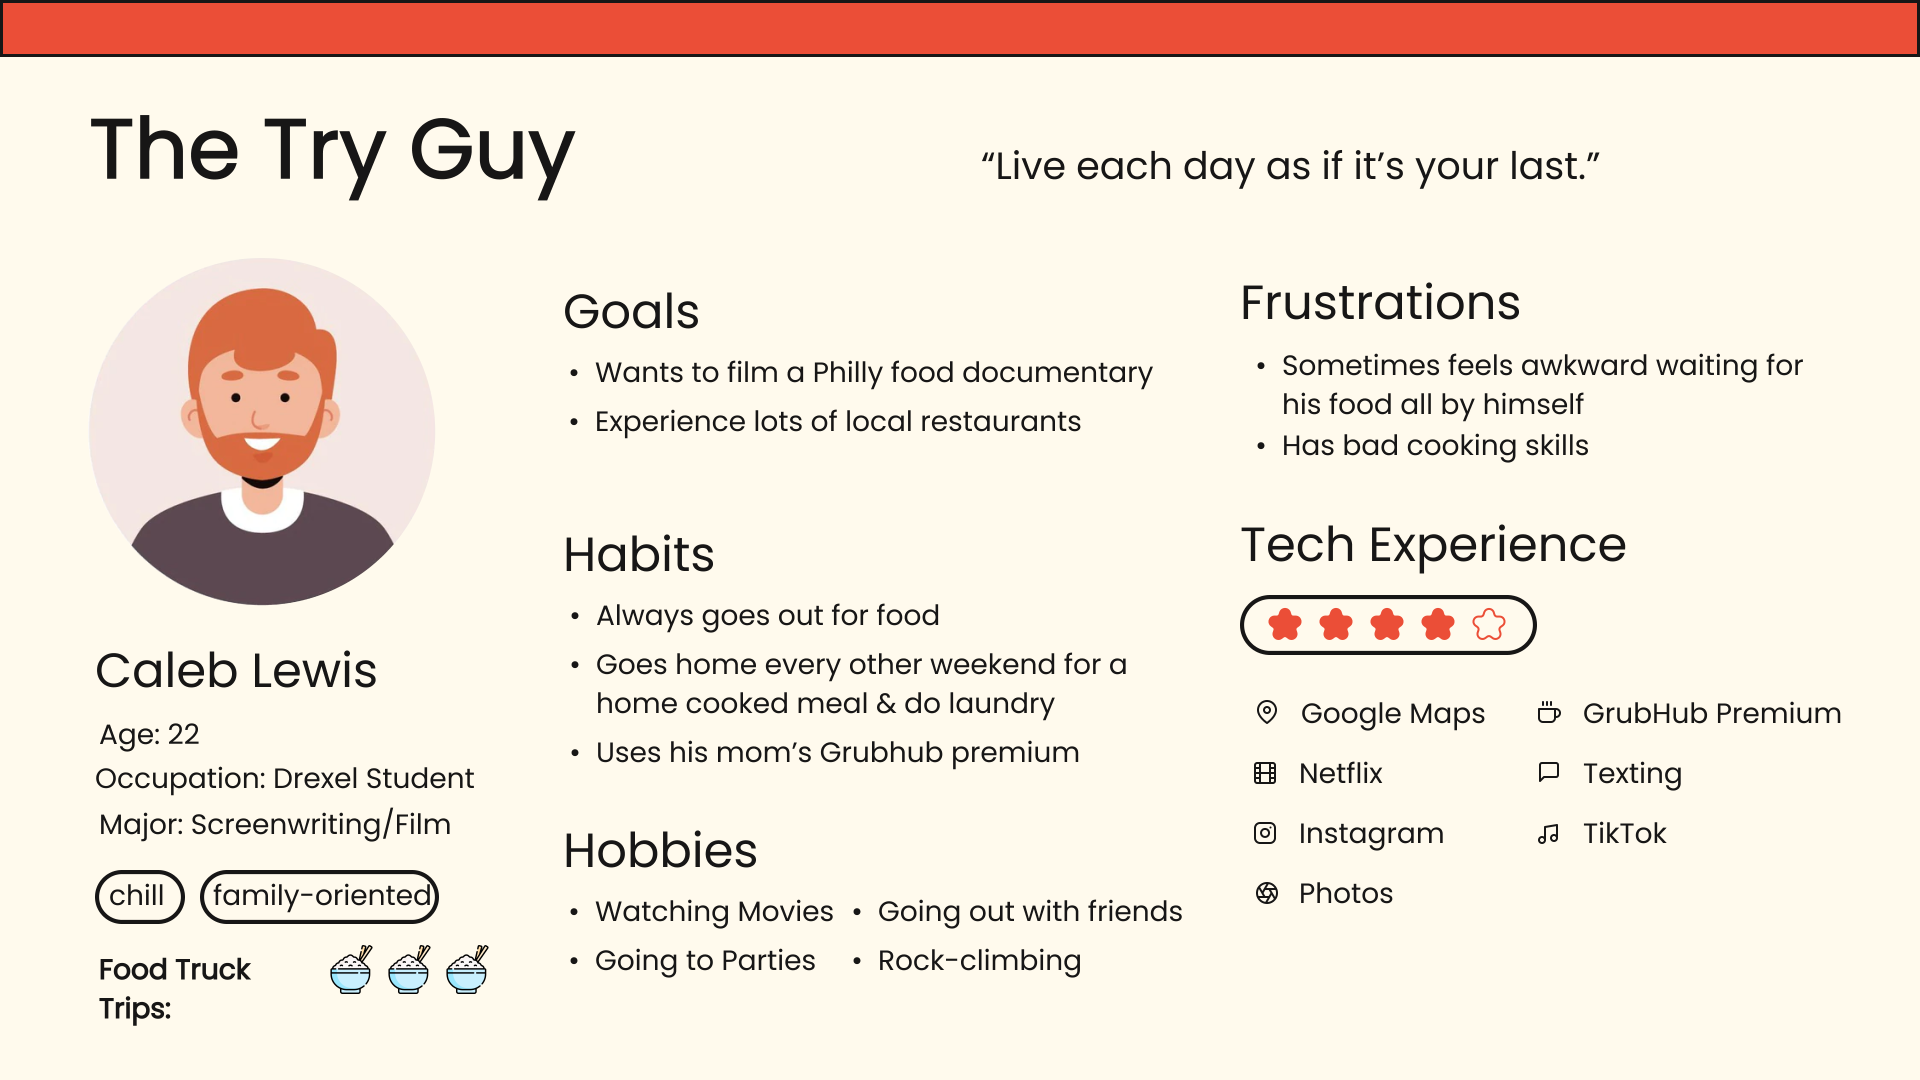 The Try Guy
“Live each day as if it’s your last.”
Caleb Lewis
Age: 22
Occupation: Drexel Student
Major: Screenwriting/Film
chill
family-oriented
Food Truck
Trips:
Goals
• Wants to film a Philly food documentary
• Experience lots of local restaurants
Habits
• Always goes out for food
• Goes home every other weekend for a
home cooked meal & do laundry
• Uses his mom’s Grubhub premium
Hobbies
• Watching Movies
• Going to Parties
• Going out with friends
• Rock-climbing
Frustrations
• Sometimes feels awkward waiting for
his food all by himself
• Has bad cooking skills
Tech Experience
Google Maps
Netflix
Instagram
Photos
GrubHub Premium
Texting
TikTok